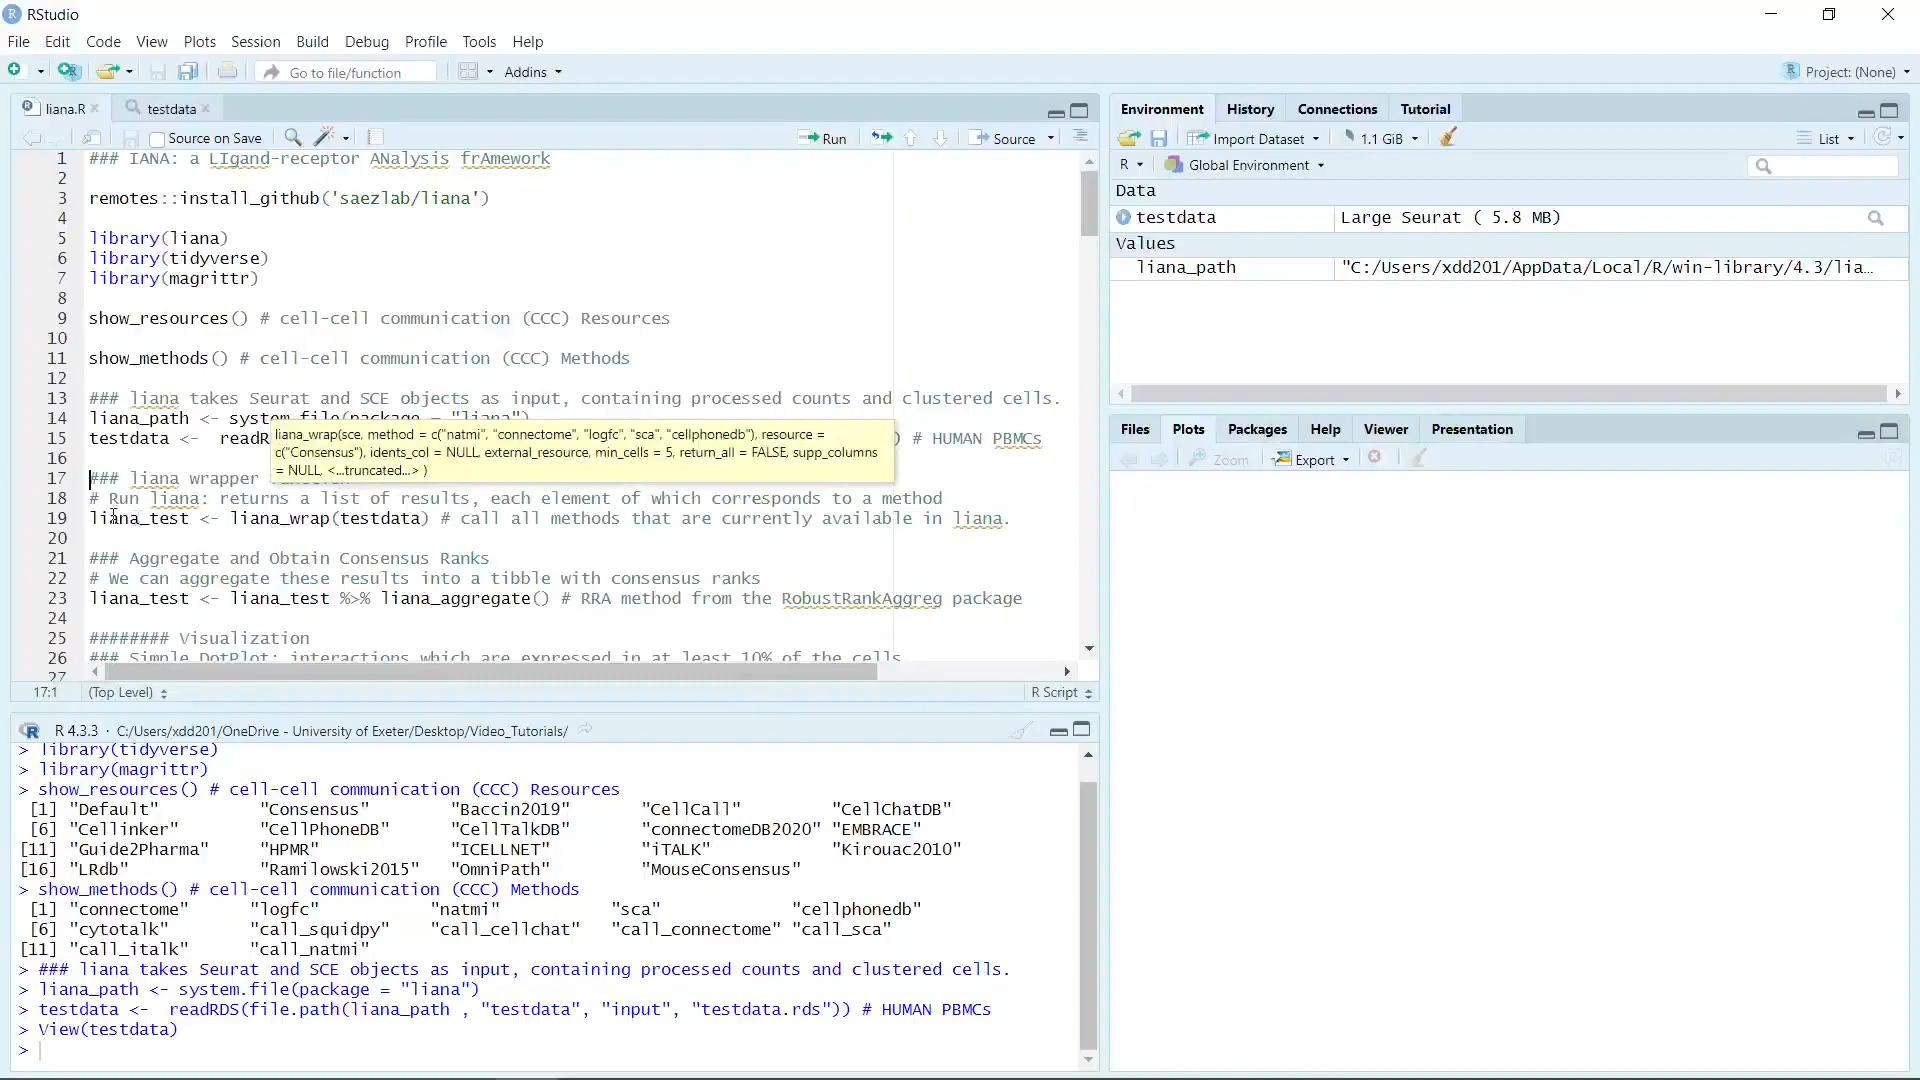 RStudio
File Edit Code View Plots Session Build Debug Profile Tools Help
Go to file/function Addins Project: (None)
liana.R testdata
Source on Save Run Source
1 ### IANA: a LIgand-receptor ANalysis frAmework
2
3 remotes::install_github('saezlab/liana')
4
5 library(liana)
6 library(tidyverse)
7 library(magrittr)
8
9 show_resources() # cell-cell communication (CCC) Resources
10
11 show_methods() # cell-cell communication (CCC) Methods
12
13 ### liana takes Seurat and SCE objects as input, containing processed counts and clustered cells.
14 liana_path <- system.file(package = "liana")
15 testdata <- readR ) # HUMAN PBMCs
liana_wrap(sce, method = c("natmi", "connectome", "logfc", "sca", "cellphonedb"), resource =
c("Consensus"), idents_col = NULL, external_resource, min_cells = 5, return_all = FALSE, supp_columns
= NULL, <...truncated...> )
16
17 ### liana wrapper
18 # Run liana: returns a list of results, each element of which corresponds to a method
19 liana_test <- liana_wrap(testdata) # call all methods that are currently available in liana.
20
21 ### Aggregate and Obtain Consensus Ranks
22 # We can aggregate these results into a tibble with consensus ranks
23 liana_test <- liana_test %>% liana_aggregate() # RRA method from the RobustRankAggreg package
24
25 ######## Visualization
26 ### Simple DotPlot: interactions which are expressed in at least 10% of the cells
27
17:1 (Top Level) R Script
R 4.3.3 · C:/Users/xdd201/OneDrive - University of Exeter/Desktop/Video_Tutorials/
> library(tidyverse)
> library(magrittr)
> show_resources() # cell-cell communication (CCC) Resources
[1] "Default" "Consensus" "Baccin2019" "CellCall" "CellChatDB"
[6] "Cellinker" "CellPhoneDB" "CellTalkDB" "connectomeDB2020" "EMBRACE"
[11] "Guide2Pharma" "HPMR" "ICELLNET" "iTALK" "Kirouac2010"
[16] "LRdb" "Ramilowski2015" "OmniPath" "MouseConsensus"
> show_methods() # cell-cell communication (CCC) Methods
[1] "connectome" "logfc" "natmi" "sca" "cellphonedb"
[6] "cytotalk" "call_squidpy" "call_cellchat" "call_connectome" "call_sca"
[11] "call_italk" "call_natmi"
> ### liana takes Seurat and SCE objects as input, containing processed counts and clustered cells.
> liana_path <- system.file(package = "liana")
> testdata <- readRDS(file.path(liana_path , "testdata", "input", "testdata.rds")) # HUMAN PBMCs
> View(testdata)
>
Environment History Connections Tutorial
Import Dataset 1.1 GiB List
R Global Environment
Data
testdata Large Seurat ( 5.8 MB)
Values
liana_path "C:/Users/xdd201/AppData/Local/R/win-library/4.3/lia…
Files Plots Packages Help Viewer Presentation
Zoom Export